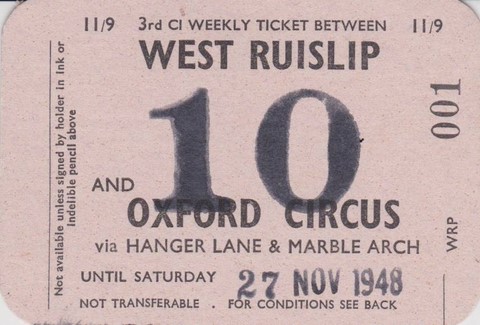 11/9 3rd CI WEEKLY TICKET BETWEEN 11/9
WEST RUISLIP
10
AND
OXFORD CIRCUS
via HANGER LANE & MARBLE ARCH
UNTIL SATURDAY 27 NOV 1948
NOT TRANSFERABLE . FOR CONDITIONS SEE BACK
Not available unless signed by holder in ink or
Indelible pencil above
001
WRP